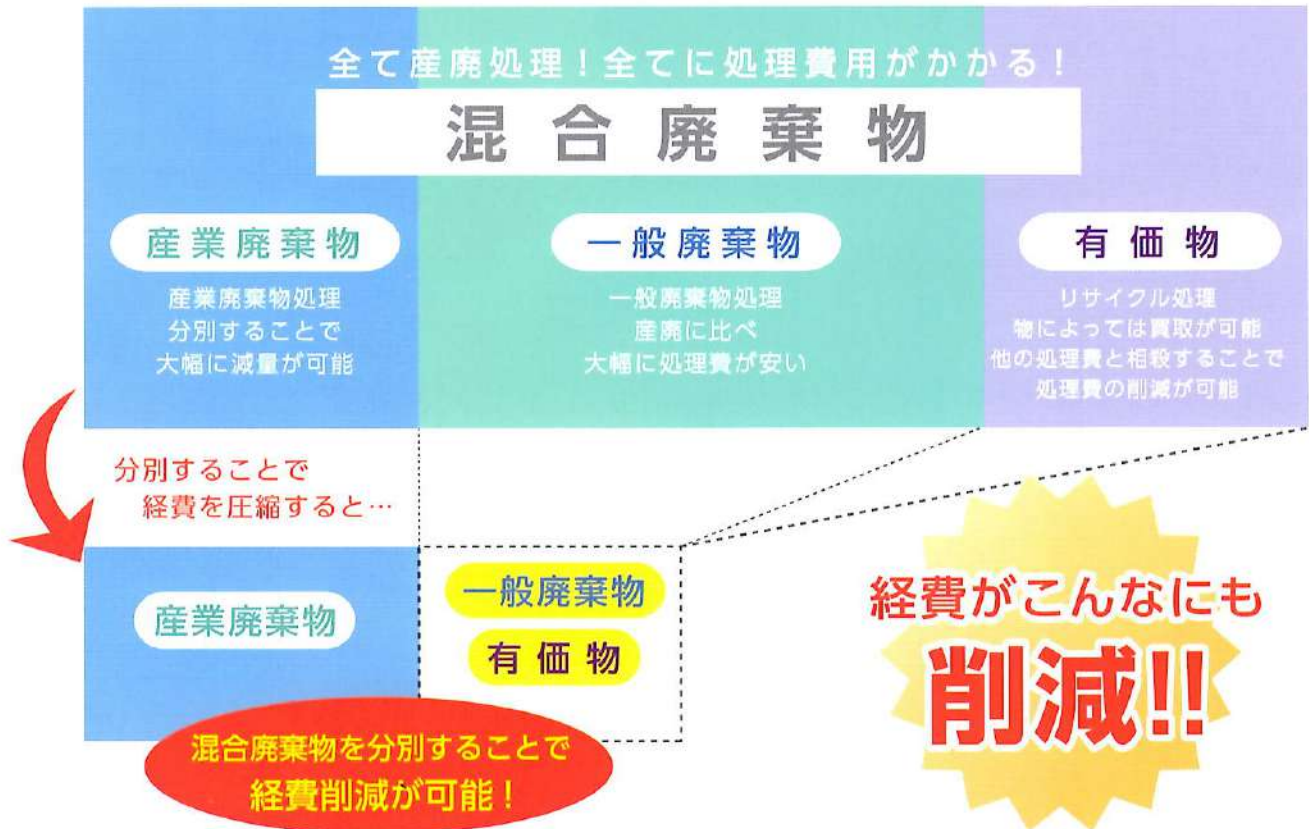 全て産廃処理！全てに処理費用がかかる！
混合廃棄物
産業廃棄物
産業廃棄物処理
分別することで
大幅に減量が可能
一般廃棄物
一般廃棄物処理
産廃に比べ
大幅に処理費が安い
有価物
リサイクル処理
物によっては買取が可能
他の処理費と相殺することで
処理費の削減が可能
分別することで
経費を圧縮すると…
産業廃棄物
一般廃棄物
有価物
混合廃棄物を分別することで
経費削減が可能！
経費がこんなにも
削減!!